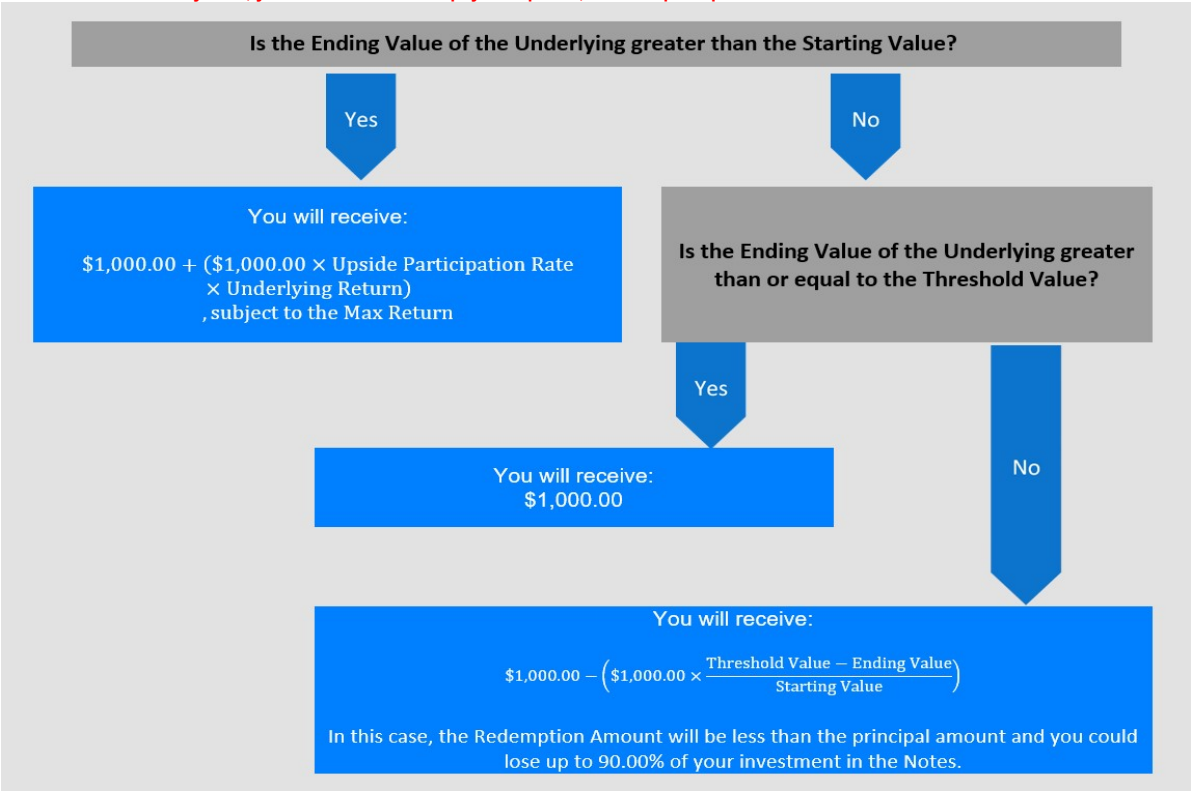 Is the Ending Value of the Underlying greater than the Starting Value?
Yes
No
You will receive:
$1,000.00 + ($1,000.00 × Upside Participation Rate
× Underlying Return)
, subject to the Max Return
Is the Ending Value of the Underlying greater
than or equal to the Threshold Value?
Yes
No
You will receive:
$1,000.00
You will receive:
$1,000.00 − ($1,000.00 × Threshold Value − Ending Value / Starting Value)
In this case, the Redemption Amount will be less than the principal amount and you could
lose up to 90.00% of your investment in the Notes.